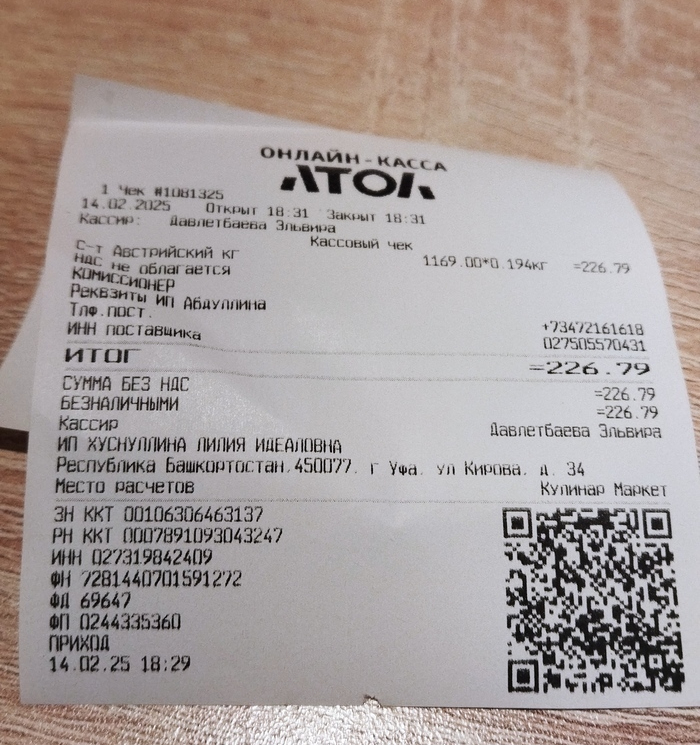 ОНЛАЙН-КАССА
АТОЛ
1 Чек #1081325
14.02.2025 Открыт 18:31 Закрыт 18:31
Кассир: Давлетбаева Эльвира
Кассовый чек
С-т Австрийский кг 1169.00*0.194кг =226.79
НДС не облагается
КОМИССИОНЕР
Реквзиты ИП Абдуллина
Тлф.пост. +73472161618
ИНН поставщика 027505570431
ИТОГ =226.79
СУММА БЕЗ НДС =226.79
БЕЗНАЛИЧНЫМИ =226.79
Кассир Давлетбаева Эльвира
ИП ХУСНУЛЛИНА ЛИЛИЯ ИДЕАЛОВНА
Республика Башкортостан,450077, г Уфа, ул Кирова, д. 34
Место расчетов Кулинар Маркет
ЗН ККТ 00106306463137
РН ККТ 0007891093043247
ИНН 027319842409
ФН 7281440701591272
ФД 69647
ФП 0244335360
ПРИХОД
14.02.25 18:29